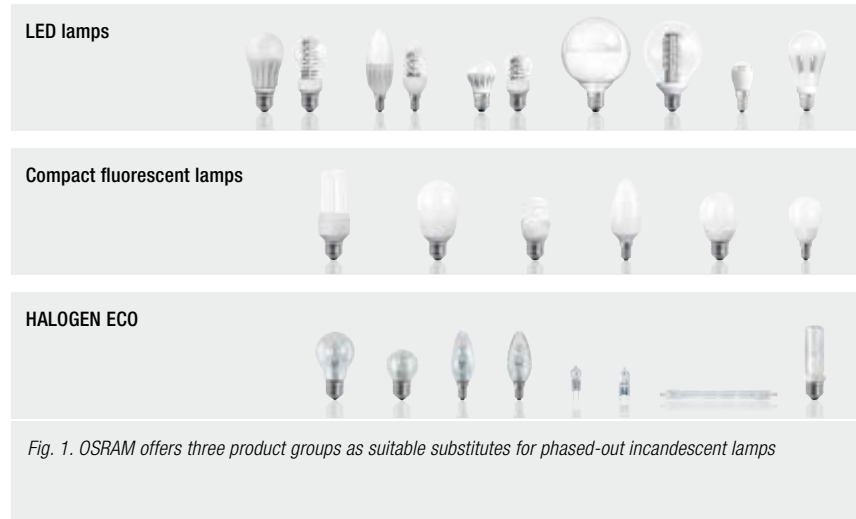 LED lamps
Compact fluorescent lamps
HALOGEN ECO
Fig. 1. OSRAM offers three product groups as suitable substitutes for phased-out incandescent lamps